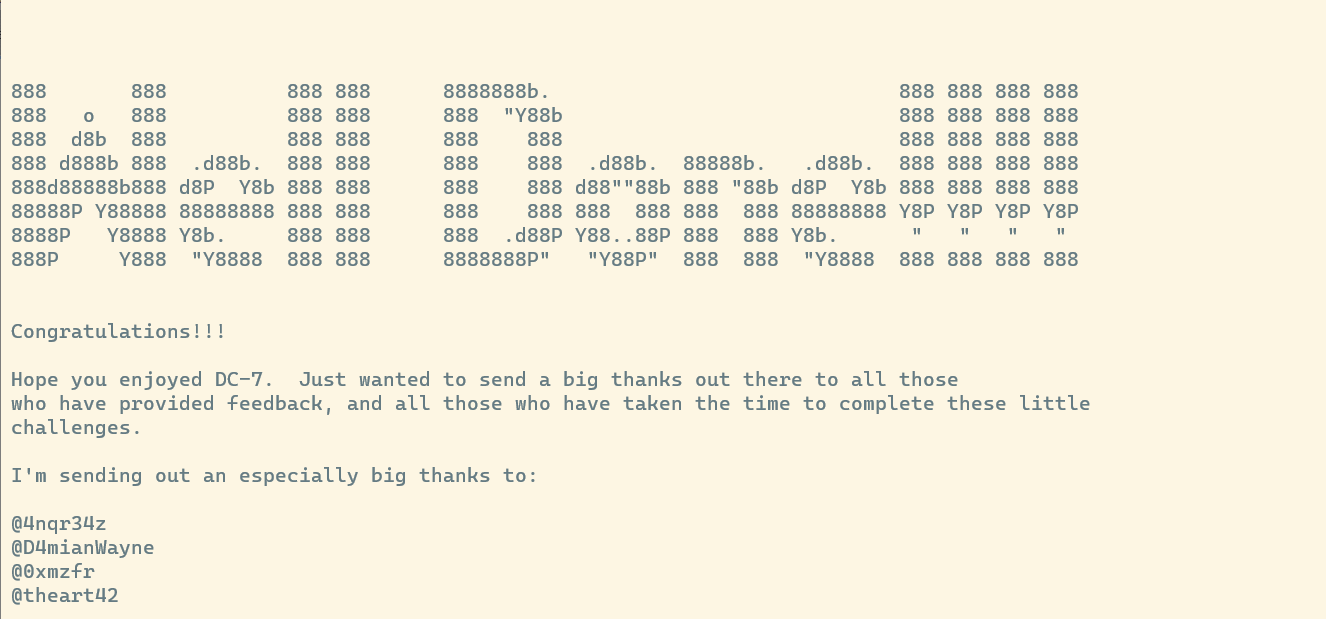 888       888          888 888      8888888b.                             888 888 888 888
888   o   888          888 888      888  "Y88b                            888 888 888 888
888  d8b  888          888 888      888    888                            888 888 888 888
888 d888b 888  .d88b.  888 888      888    888  .d88b.  88888b.   .d88b.  888 888 888 888
888d88888b888 d8P  Y8b 888 888      888    888 d88""88b 888 "88b d8P  Y8b 888 888 888 888
88888P Y88888 88888888 888 888      888    888 888  888 888  888 88888888 Y8P Y8P Y8P Y8P
8888P   Y8888 Y8b.     888 888      888  .d88P Y88..88P 888  888 Y8b.      "   "   "   "
888P     Y888  "Y8888  888 888      8888888P"   "Y88P"  888  888  "Y8888  888 888 888 888
Congratulations!!!
Hope you enjoyed DC-7.  Just wanted to send a big thanks out there to all those
who have provided feedback, and all those who have taken the time to complete these little
challenges.
I'm sending out an especially big thanks to:
@4nqr34z
@D4mianWayne
@0xmzfr
@theart42